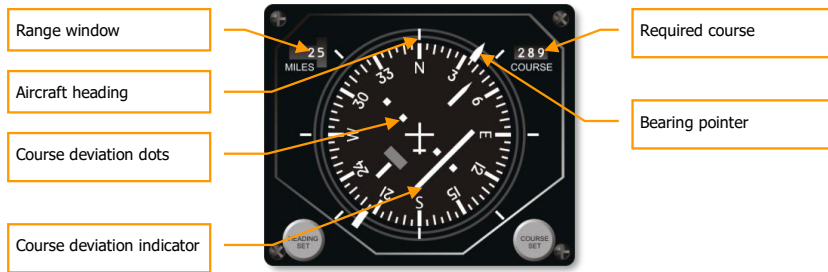 Range window
Aircraft heading
Course deviation dots
Course deviation indicator
25
MILES
289
COURSE
N
3
6
E
12
15
S
21
24
W
30
33
HEADING
SET
COURSE
SET
Required course
Bearing pointer